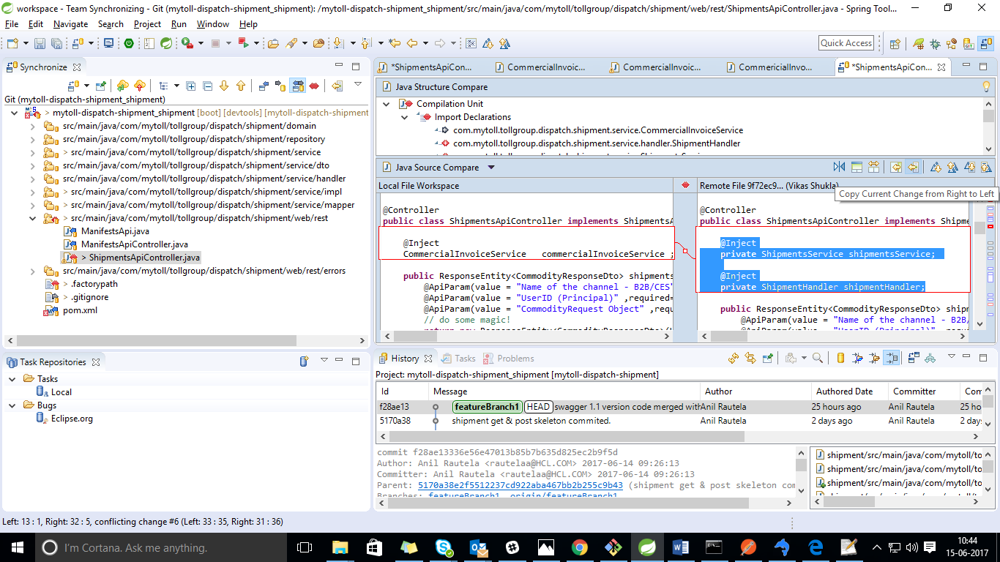 workspace - Team Synchronizing - Git (mytoll-dispatch-shipment_shipment): /mytoll-dispatch-shipment_shipment/src/main/java/com/mytoll/tollgroup/dispatch/shipment/web/rest/ShipmentsApiController.java - Spring Tool...
File Edit Navigate Search Project Run Window Help
Quick Access
Synchronize
Git (mytoll-dispatch-shipment_shipment)
> mytoll-dispatch-shipment_shipment [boot] [devtools] [mytoll-dispatch-shipment
src/main/java/com/mytoll/tollgroup/dispatch/shipment/domain
src/main/java/com/mytoll/tollgroup/dispatch/shipment/repository
> src/main/java/com/mytoll/tollgroup/dispatch/shipment/service
src/main/java/com/mytoll/tollgroup/dispatch/shipment/service/dto
src/main/java/com/mytoll/tollgroup/dispatch/shipment/service/handler
> src/main/java/com/mytoll/tollgroup/dispatch/shipment/service/impl
> src/main/java/com/mytoll/tollgroup/dispatch/shipment/service/mapper
> src/main/java/com/mytoll/tollgroup/dispatch/shipment/web/rest
ManifestsApi.java
ManifestsApiController.java
> ShipmentsApiController.java
src/main/java/com/mytoll/tollgroup/dispatch/shipment/web/rest/errors
> .factorypath
> .gitignore
pom.xml
Task Repositories
Tasks
Local
Bugs
Eclipse.org
*ShipmentsApiCon... CommercialInvoic... CommercialInvoic... CommercialInvo... *ShipmentsApiCon...
Java Structure Compare
Compilation Unit
Import Declarations
com.mytoll.tollgroup.dispatch.shipment.service.CommercialInvoiceService
com.mytoll.tollgroup.dispatch.shipment.service.handler.ShipmentHandler
Java Source Compare
Local File Workspace
@Controller
public class ShipmentsApiController implements ShipmentsA
@Inject
CommercialInvoiceService commercialInvoiceService ;
public ResponseEntity<CommodityResponseDto> shipments
@ApiParam(value = "Name of the channel - B2B/CES"
@ApiParam(value = "UserID (Principal)" ,required=
@ApiParam(value = "CommodityRequest Object" ,requ
// do some magic!
Remote File 9f72ec9... (Vikas Shukla)
Copy Current Change from Right to Left
@Controller
public class ShipmentsApiController implements Shipme
@Inject
private ShipmentsService shipmentsService;
@Inject
private ShipmentHandler shipmentHandler;
public ResponseEntity<CommodityResponseDto> shipm
@ApiParam(value = "Name of the channel - B2B/
History Tasks Problems
Project: mytoll-dispatch-shipment_shipment [mytoll-dispatch-shipment]
Id Message Author Authored Date Committer Com
f28ae13 featureBranch1 HEAD swagger 1.1 version code merged with Anil Rautela 25 hours ago Anil Rautela 25 ho
5170a38 shipment get & post skeleton commited. Anil Rautela 2 days ago Anil Rautela 2 days
commit f28ae13336e56e47013b85b7b635d825ec2b9f5d
Author: Anil Rautela <rautelaa@HCL.COM> 2017-06-14 09:26:13
Committer: Anil Rautela <rautelaa@HCL.COM> 2017-06-14 09:26:13
Parent: 5170a38e2f5512237cd922aba467bb2b255c9b43 (shipment get & post skeleton com
Branches: featureBranch1, origin/featureBranch1
shipment/src/main/java/com/mytoll/to
shipment/src/main/java/com/mytoll/to
shipment/src/main/java/com/mytoll/to
Left: 13 : 1, Right: 32 : 5, conflicting change #6 (Left: 33 : 35, Right: 31 : 36)
I'm Cortana. Ask me anything.
10:44
15-06-2017